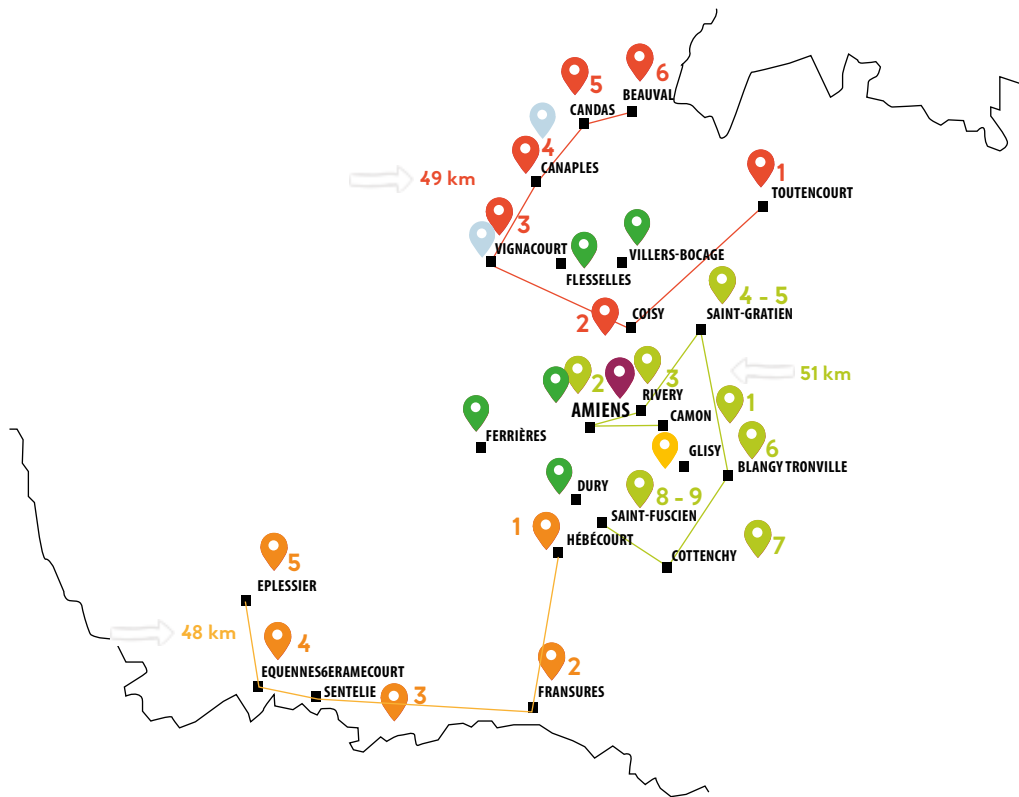 6
5
BEAUVAL
CANDAS
4
CANAPLES
49 km
1
TOUTENCOURT
3
VIGNACOURT
VILLERS-BOCAGE
FLESSELLES
4 - 5
SAINT-GRATIEN
2
COISY
51 km
2
3
RIVERY
AMIENS
CAMON
1
FERRIÈRES
6
GLISY
BLANGY TRONVILLE
DURY
8 - 9
SAINT-FUSCIEN
1
HÉBÉCOURT
7
COTTENCHY
5
EPLESSIER
48 km
4
EQUENNES6ERAMECOURT
2
SENTELIE
3
FRANSURES